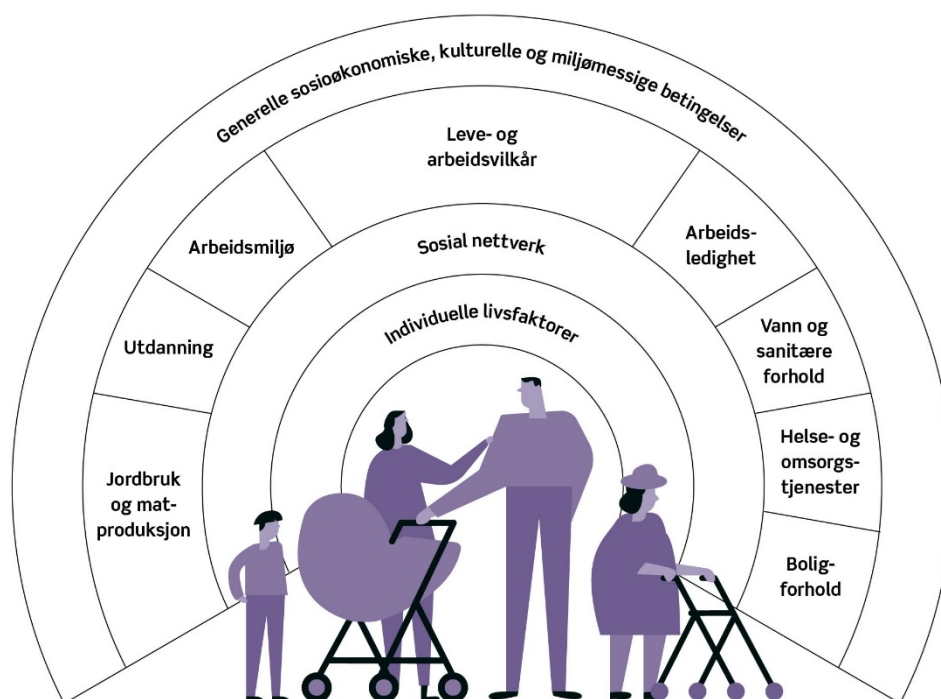 Generelle sosioøkonomiske, kulturelle og miljømessige betingelser
Leve- og
arbeidsvilkår
Arbeidsmiljø
Sosial nettverk
Arbeids-
ledighet
Utdanning
Individuelle livsfaktorer
Vann og
sanitære
forhold
Jordbruk
og mat-
produksjon
Helse- og
omsorgs-
tjenester
Bolig-
forhold